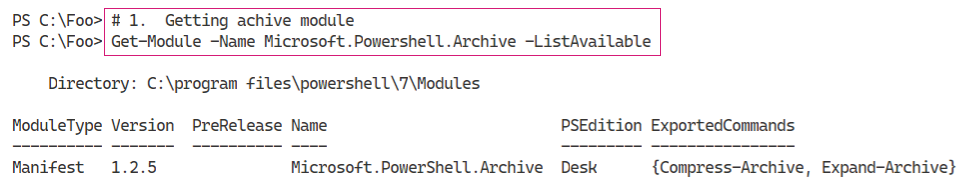 PS C:\Foo> # 1.  Getting achive module
PS C:\Foo> Get-Module -Name Microsoft.Powershell.Archive -ListAvailable
    Directory: C:\program files\powershell\7\Modules
ModuleType Version  PreRelease Name                          PSEdition ExportedCommands
---------- -------  ---------- ----                          --------- ----------------
Manifest   1.2.5               Microsoft.PowerShell.Archive  Desk      {Compress-Archive, Expand-Archive}